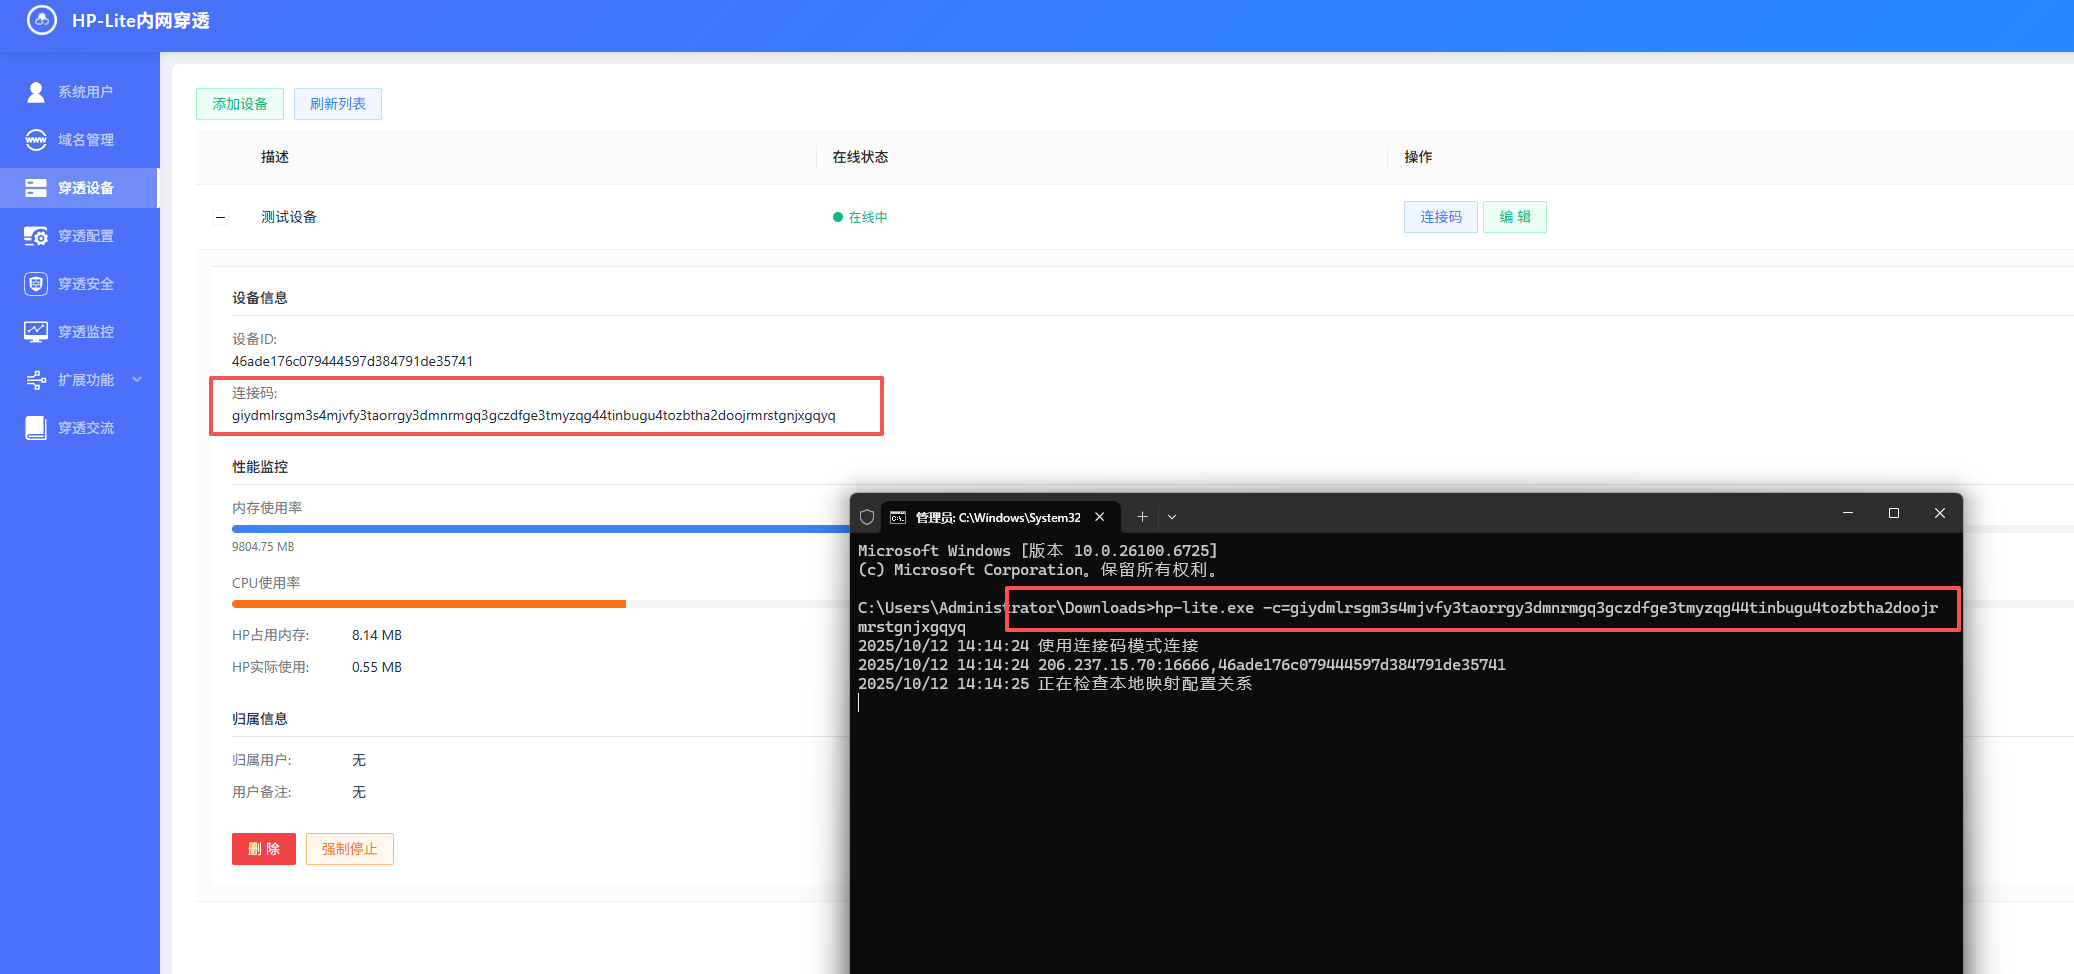 HP-Lite内网穿透
系统用户
域名管理
穿透设备
穿透配置
穿透安全
穿透监控
扩展功能
穿透交流
添加设备 刷新列表
描述 在线状态 操作
测试设备 在线中 连接码 编 辑
设备信息
设备ID:
46ade176c079444597d384791de35741
连接码:
giydmlrsgm3s4mjvfy3taorrgy3dmnrmgq3gczdfge3tmyzqg44tinbugu4tozbtha2doojrmrstgnjxgqyq
性能监控
内存使用率
9804.75 MB
CPU使用率
HP占用内存: 8.14 MB
HP实际使用: 0.55 MB
归属信息
归属用户: 无
用户备注: 无
删 除 强制停止
管理员: C:\Windows\System32
Microsoft Windows [版本 10.0.26100.6725]
(c) Microsoft Corporation。保留所有权利。
C:\Users\Administrator\Downloads>hp-lite.exe -c=giydmlrsgm3s4mjvfy3taorrgy3dmnrmgq3gczdfge3tmyzqg44tinbugu4tozbtha2doojr
mrstgnjxgqyq
2025/10/12 14:14:24 使用连接码模式连接
2025/10/12 14:14:24 206.237.15.70:16666,46ade176c079444597d384791de35741
2025/10/12 14:14:25 正在检查本地映射配置关系